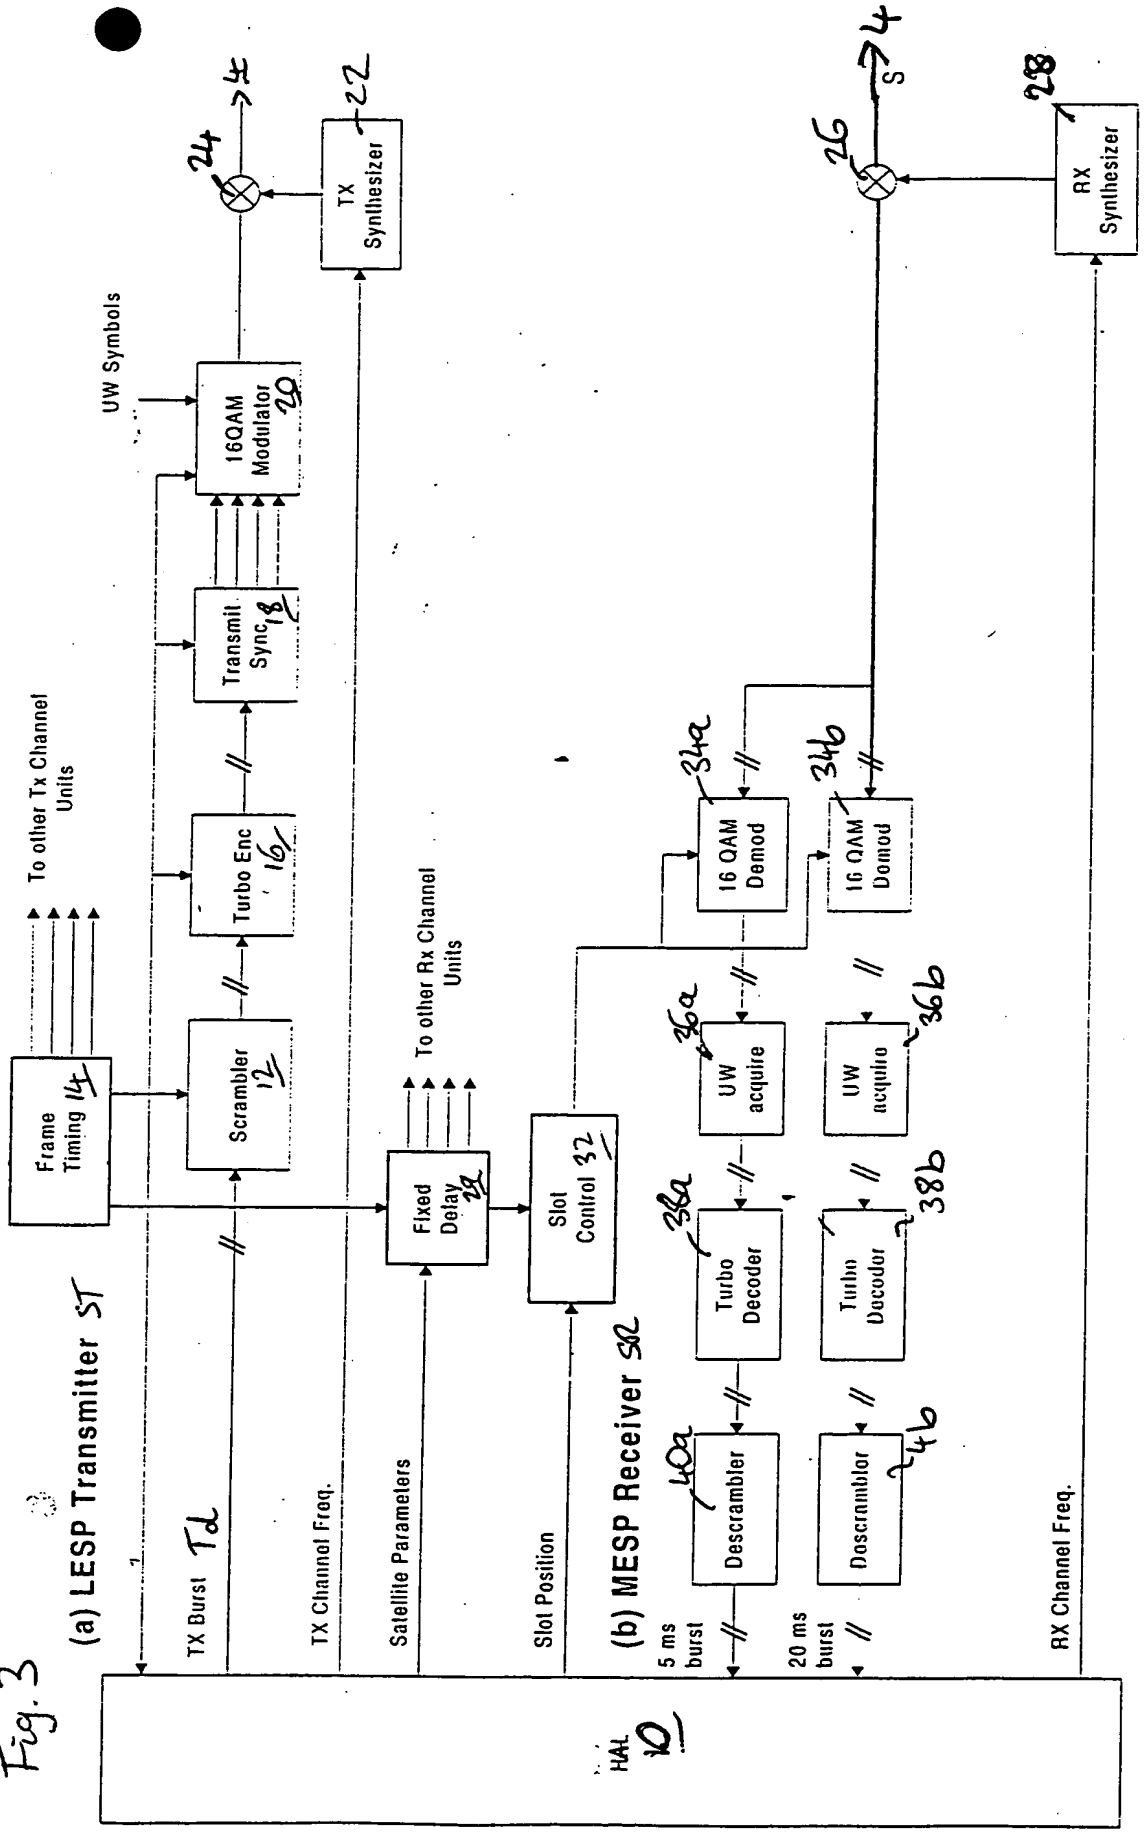 Fig. 3
(a) LESP Transmitter ST
Frame
Timing 14
To other Tx Channel
Units
UW Symbols
TX Burst Td
Scrambler
12
Turbo Enc
16
Transmit
Sync 18
16QAM
Modulator
20
24
4
TX Channel Freq.
TX
Synthesizer
22
Satellite Parameters
Fixed
Delay
To other Rx Channel
Units
Slot Position
Slot
Control 32
(b) MESP Receiver SR
5 ms
burst
Descrambler
40a
Turbo
Decoder
38a
UW
acquire
36a
16 QAM
Demod
34a
26
S
4
20 ms
burst
Descrambler
4b
Turbo
Decoder
38b
UW
acquire
36b
16 QAM
Demod
34b
RX Channel Freq.
RX
Synthesizer
28
HAL
10